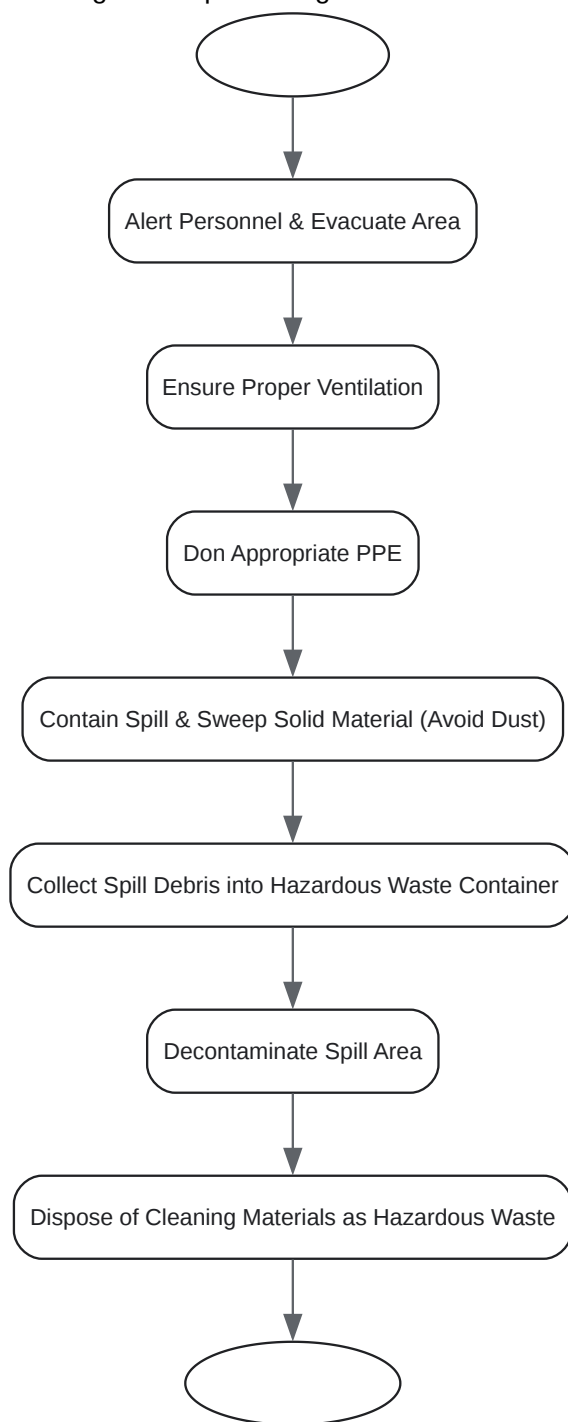 Alert Personnel & Evacuate Area
Ensure Proper Ventilation
Don Appropriate PPE
Contain Spill & Sweep Solid Material (Avoid Dust)
Collect Spill Debris into Hazardous Waste Container
Decontaminate Spill Area
Dispose of Cleaning Materials as Hazardous Waste